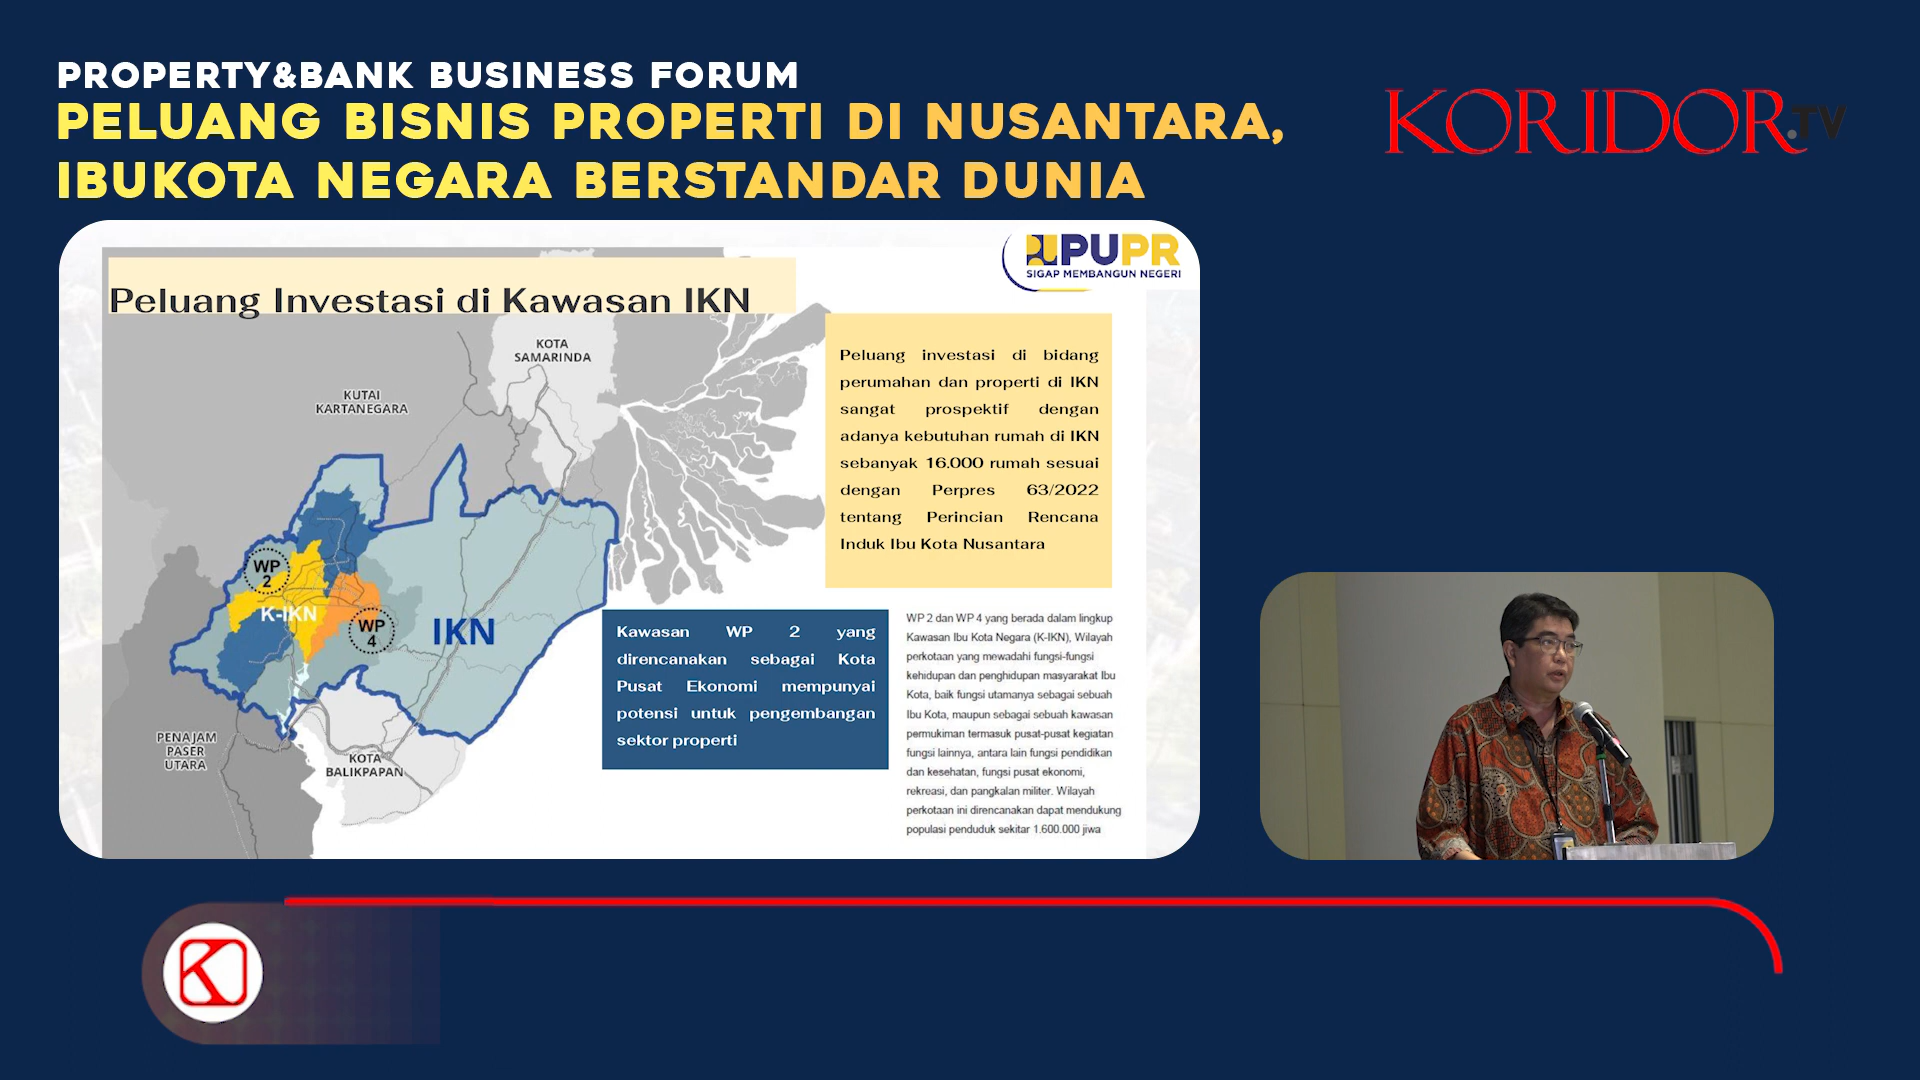 PROPERTY&BANK BUSINESS FORUM
PELUANG BISNIS PROPERTI DI NUSANTARA,
IBUKOTA NEGARA BERSTANDAR DUNIA
KORIDOR.TV
PUPR
SIGAP MEMBANGUN NEGERI
Peluang Investasi di Kawasan IKN
KOTA
SAMARINDA
KUTAI
KARTANEGARA
WP
2
K-IKN
WP
4
IKN
PENAJAM
PASER
UTARA
KOTA
BALIKPAPAN
Peluang investasi di bidang
perumahan dan properti di IKN
sangat prospektif dengan
adanya kebutuhan rumah di IKN
sebanyak 16.000 rumah sesuai
dengan Perpres 63/2022
tentang Perincian Rencana
Induk Ibu Kota Nusantara
Kawasan WP 2 yang
direncanakan sebagai Kota
Pusat Ekonomi mempunyai
potensi untuk pengembangan
sektor properti
WP 2 dan WP 4 yang berada dalam lingkup
Kawasan Ibu Kota Negara (K-IKN), Wilayah
perkotaan yang mewadahi fungsi-fungsi
kehidupan dan penghidupan masyarakat Ibu
Kota, baik fungsi utamanya sebagai sebuah
Ibu Kota, maupun sebagai sebuah kawasan
permukiman termasuk pusat-pusat kegiatan
fungsi lainnya, antara lain fungsi pendidikan
dan kesehatan, fungsi pusat ekonomi,
rekreasi, dan pangkalan militer. Wilayah
perkotaan ini direncanakan dapat mendukung
populasi penduduk sekitar 1.600.000 jiwa
K